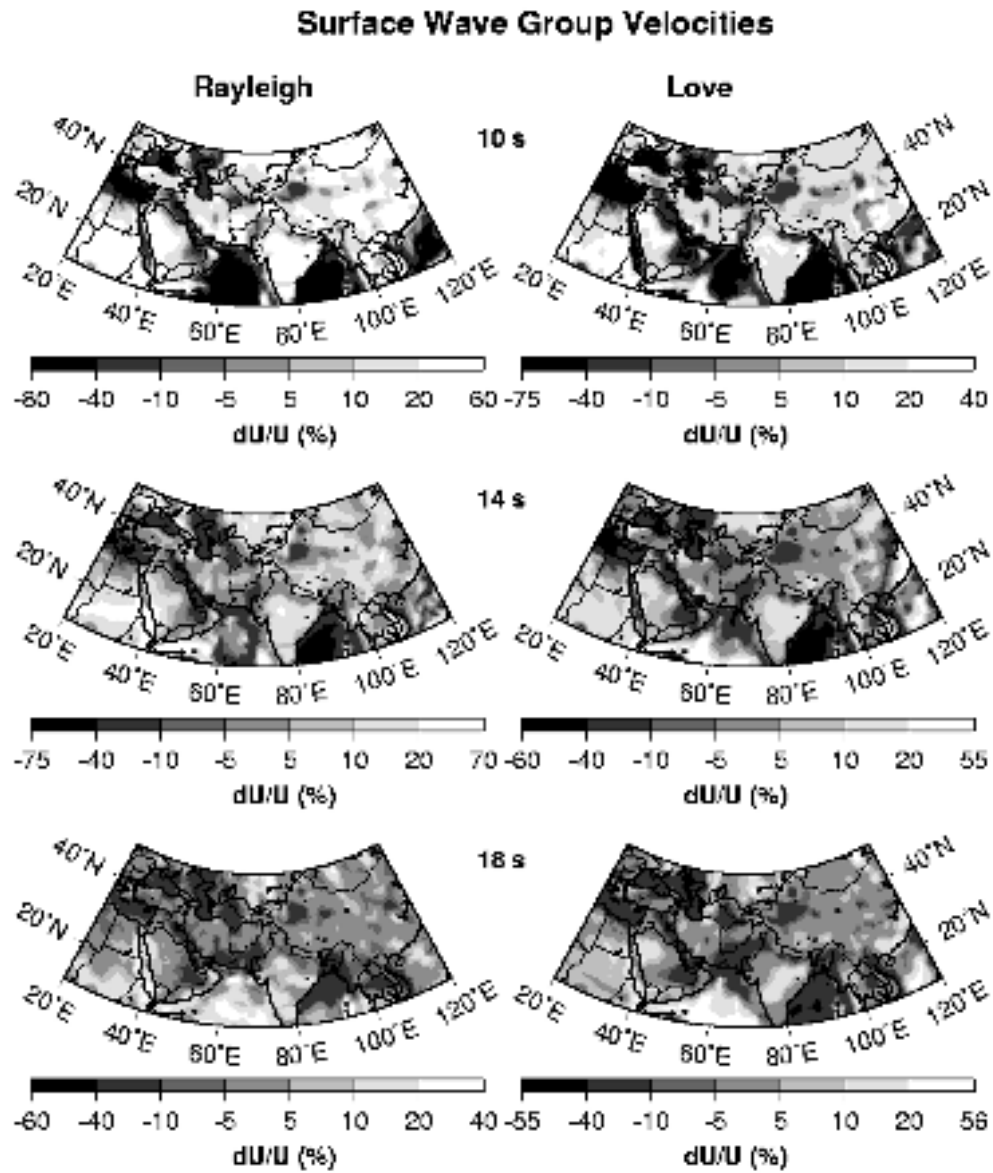 Surface Wave Group Velocities
Rayleigh Love
10 s
40°N 40°N
20°N 20°N
20°E 40°E 60°E 80°E 100°E 120°E 20°E 40°E 60°E 80°E 100°E 120°E
-60 -40 -10 -5 5 10 20 60 -75 -40 -10 -5 5 10 20 40
dU/U (%) dU/U (%)
14 s
40°N 40°N
20°N 20°N
20°E 40°E 60°E 80°E 100°E 120°E 20°E 40°E 60°E 80°E 100°E 120°E
-75 -40 -10 -5 5 10 20 70 -60 -40 -10 -5 5 10 20 55
dU/U (%) dU/U (%)
18 s
40°N 40°N
20°N 20°N
20°E 40°E 60°E 80°E 100°E 120°E 20°E 40°E 60°E 80°E 100°E 120°E
-60 -40 -10 -5 5 10 20 40 -55 -40 -10 -5 5 10 20 56
dU/U (%) dU/U (%)